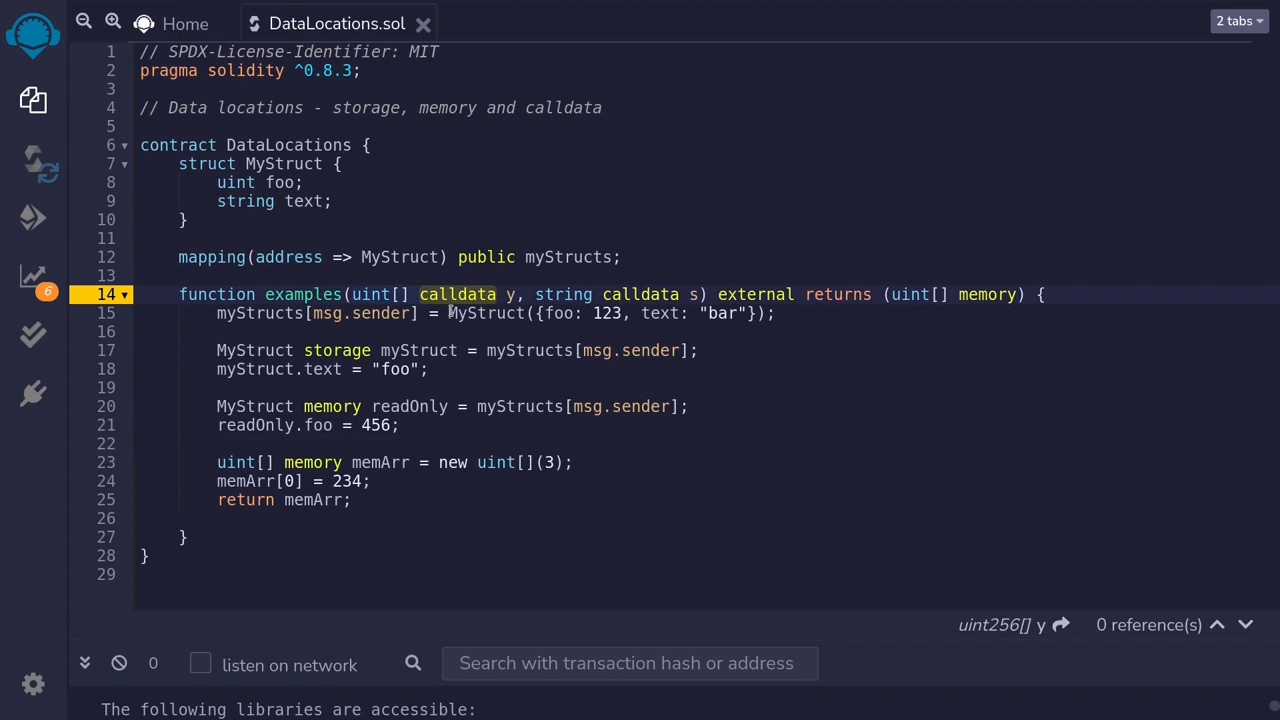 Home
DataLocations.sol
2 tabs
1 // SPDX-License-Identifier: MIT
2 pragma solidity ^0.8.3;
3
4 // Data locations - storage, memory and calldata
5
6 contract DataLocations {
7 struct MyStruct {
8 uint foo;
9 string text;
10 }
11
12 mapping(address => MyStruct) public myStructs;
13
14 function examples(uint[] calldata y, string calldata s) external returns (uint[] memory) {
15 myStructs[msg.sender] = MyStruct({foo: 123, text: "bar"});
16
17 MyStruct storage myStruct = myStructs[msg.sender];
18 myStruct.text = "foo";
19
20 MyStruct memory readOnly = myStructs[msg.sender];
21 readOnly.foo = 456;
22
23 uint[] memory memArr = new uint[](3);
24 memArr[0] = 234;
25 return memArr;
26
27 }
28 }
29
6
uint256[] y 0 reference(s)
0 listen on network Search with transaction hash or address
The following libraries are accessible: